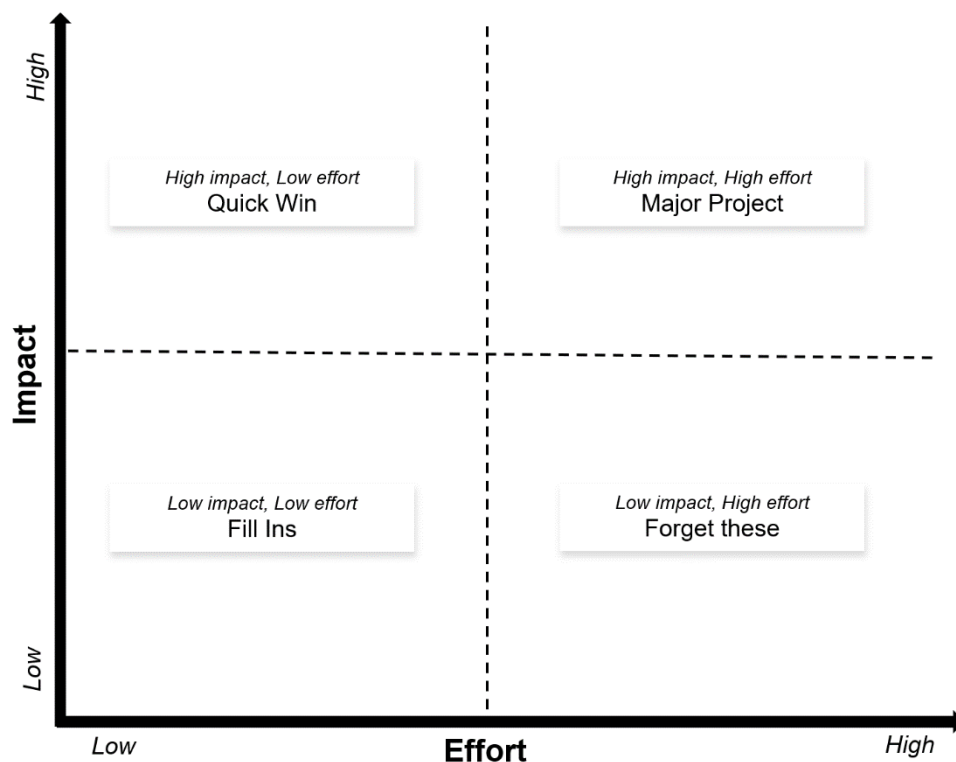 High
High impact, Low effort
Quick Win
High impact, High effort
Major Project
Impact
Low impact, Low effort
Fill Ins
Low impact, High effort
Forget these
Low
Low
Effort
High